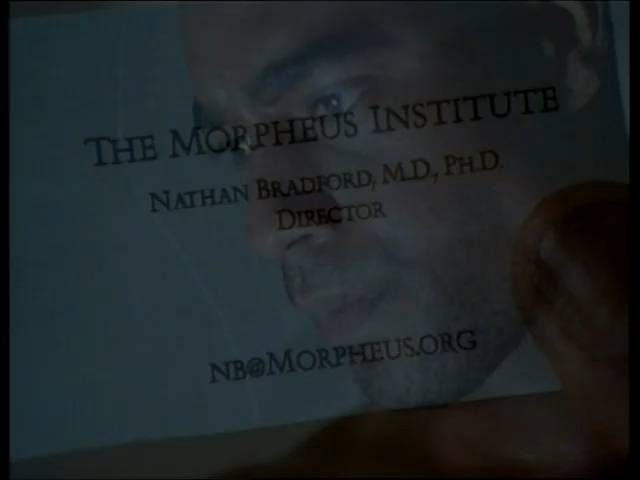 THE MORPHEUS INSTITUTE
NATHAN BRADFORD, M.D., PH.D.
DIRECTOR
NB@MORPHEUS.ORG